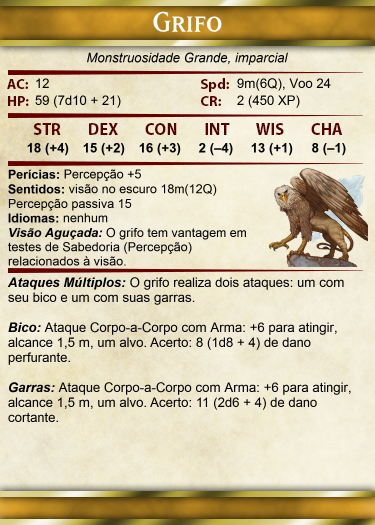 GRIFO
Monstruosidade Grande, imparcial
AC: 12 Spd: 9m(6Q), Voo 24
HP: 59 (7d10 + 21) CR: 2 (450 XP)
STR DEX CON INT WIS CHA
18 (+4) 15 (+2) 16 (+3) 2 (–4) 13 (+1) 8 (–1)
Perícias: Percepção +5
Sentidos: visão no escuro 18m(12Q)
Percepção passiva 15
Idiomas: nenhum
Visão Aguçada: O grifo tem vantagem em
testes de Sabedoria (Percepção)
relacionados à visão.
Ataques Múltiplos: O grifo realiza dois ataques: um com
seu bico e um com suas garras.
Bico: Ataque Corpo-a-Corpo com Arma: +6 para atingir,
alcance 1,5 m, um alvo. Acerto: 8 (1d8 + 4) de dano
perfurante.
Garras: Ataque Corpo-a-Corpo com Arma: +6 para atingir,
alcance 1,5 m, um alvo. Acerto: 11 (2d6 + 4) de dano
cortante.